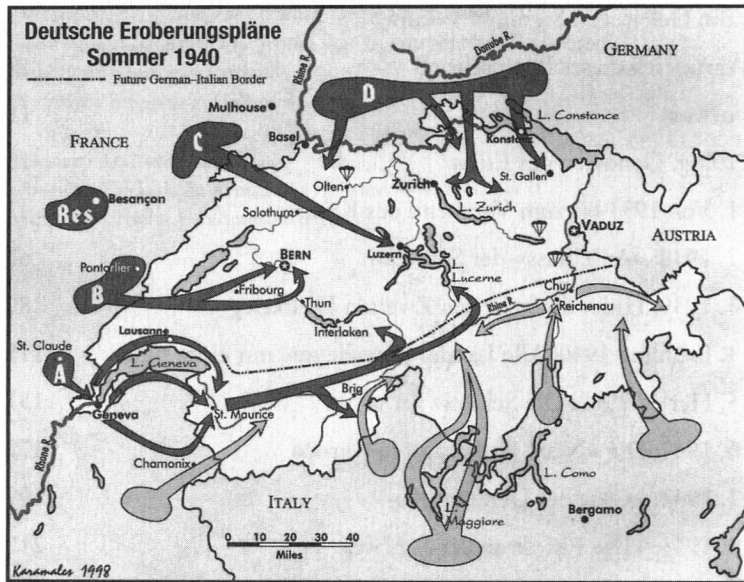 Deutsche Eroberungspläne
Sommer 1940
Future German–Italian Border
Danube R.
GERMANY
Rhine R.
Mulhouse
D
L. Constance
FRANCE
C
Basel
Konstanz
Olten
Zurich
St. Gallen
Besançon
Res
Solothurn
L. Zurich
VADUZ
AUSTRIA
Luzern
BERN
Pontarlier
L.
Lucerne
B
Fribourg
Chur
Rhine R.
Thun
Reichenau
Lausanne
Interlaken
St. Claude
A
L. Geneva
Brig
Geneva
St. Maurice
Rhone R.
Chamonix
L. Como
ITALY
L.
Maggiore
Bergamo
0 10 20 30 40
Miles
Karamales 1998